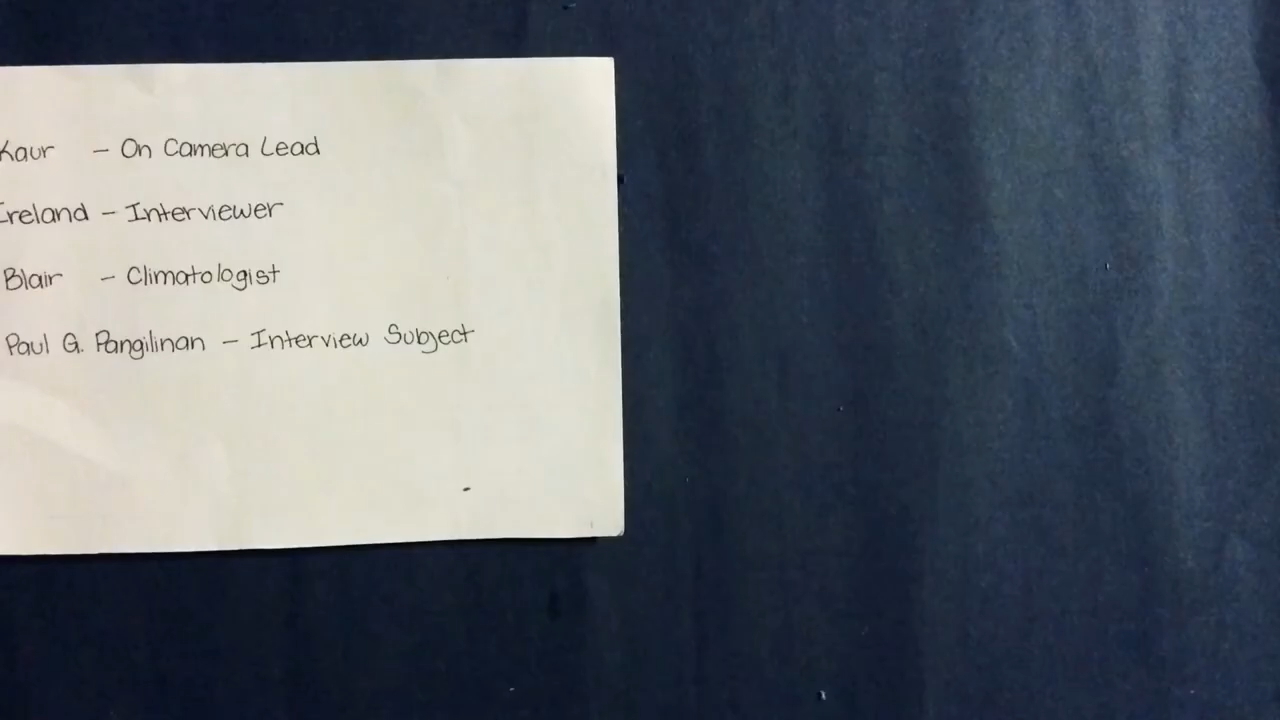 Kaur - On Camera Lead
Ireland - Interviewer
Blair - Climatologist
Paul G. Pangilinan - Interview Subject